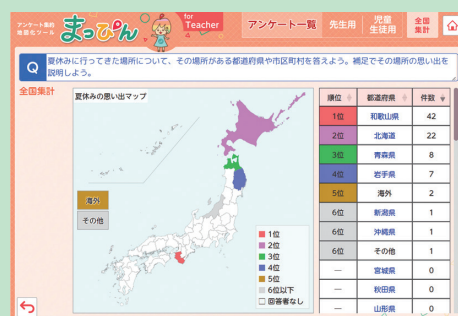 アンケート集約
地図化ツール
まっぴん
for
Teacher
アンケート一覧
先生用
児童
生徒用
全国
集計
Q
夏休みに行ってきた場所について、その場所がある都道府県や市区町村を答えよう。補足でその場所の思い出を
説明しよう。
全国集計
夏休みの思い出マップ
海外
その他
1位
2位
3位
4位
5位
6位以下
回答者なし
順位 都道府県 件数
1位 和歌山県 42
2位 北海道 22
3位 青森県 8
4位 岩手県 7
5位 海外 2
6位 新潟県 1
6位 沖縄県 1
6位 その他 1
— 宮城県 0
— 秋田県 0
— 山形県 0